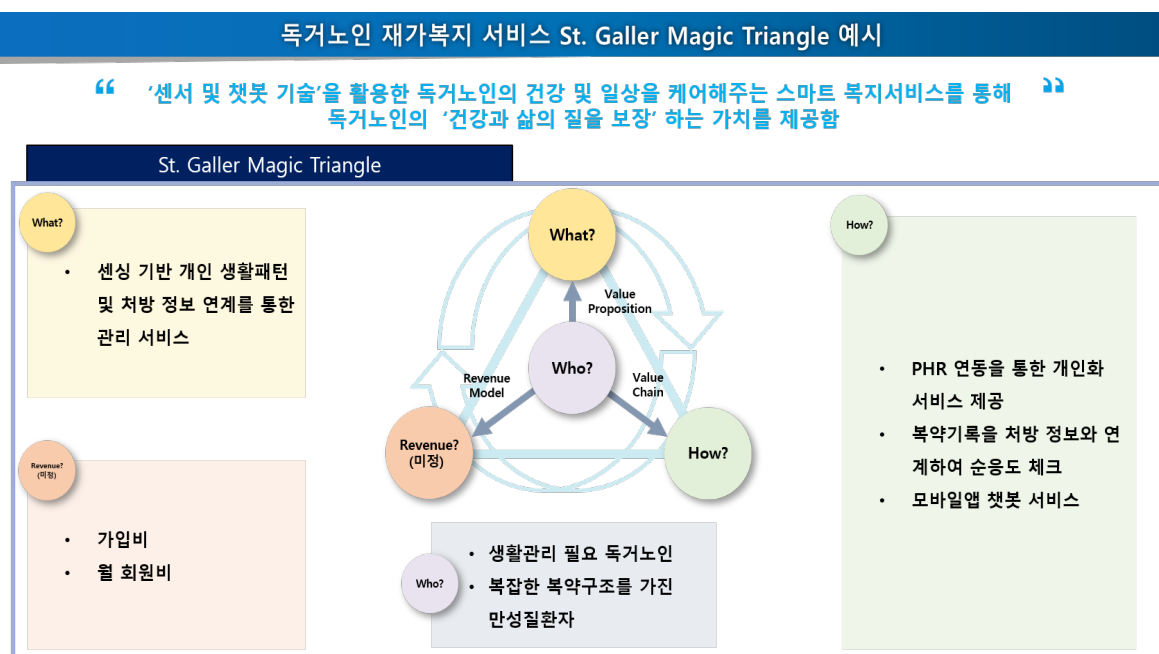 독거노인 재가복지 서비스 St. Galler Magic Triangle 예시
“ ‘센서 및 챗봇 기술’을 활용한 독거노인의 건강 및 일상을 케어해주는 스마트 복지서비스를 통해 ”
독거노인의 ‘건강과 삶의 질을 보장’ 하는 가치를 제공함
St. Galler Magic Triangle
What?
• 센싱 기반 개인 생활패턴
및 처방 정보 연계를 통한
관리 서비스
Revenue?
(미정)
• 가입비
• 월 회원비
What?
Value
Proposition
Who?
Revenue
Model
Value
Chain
Revenue?
(미정)
How?
Who?
• 생활관리 필요 독거노인
• 복잡한 복약구조를 가진
만성질환자
How?
• PHR 연동을 통한 개인화
서비스 제공
• 복약기록을 처방 정보와 연
계하여 순응도 체크
• 모바일앱 챗봇 서비스